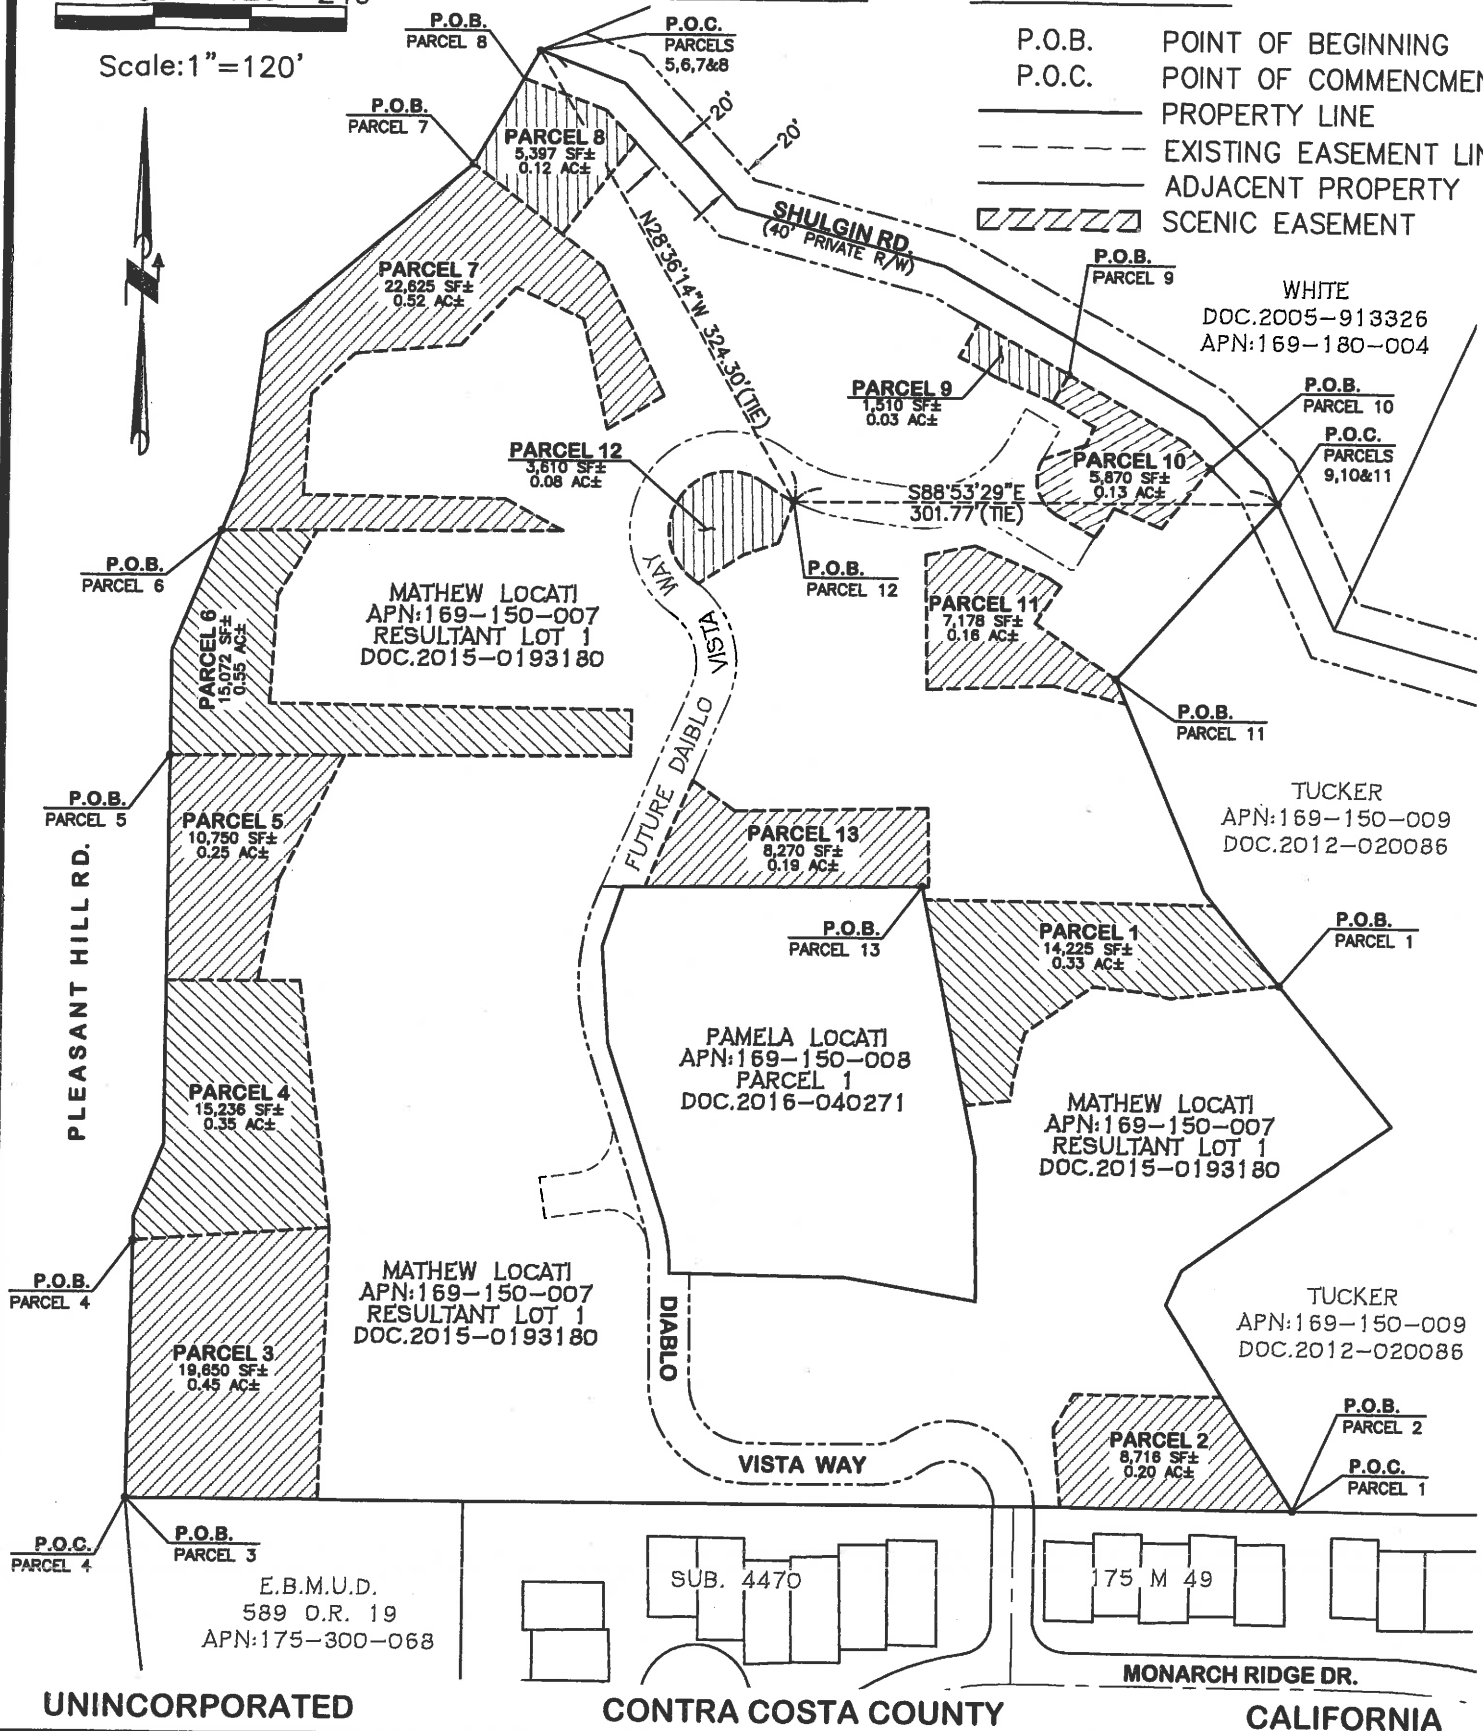 Scale:1"=120'
P.O.B.
PARCEL 8
P.O.C.
PARCELS
5,6,7&8
P.O.B. POINT OF BEGINNING
P.O.C. POINT OF COMMENCMEN
PROPERTY LINE
EXISTING EASEMENT LIN
ADJACENT PROPERTY
SCENIC EASEMENT
P.O.B.
PARCEL 7
PARCEL 8
5,397 SF±
0.12 AC±
20'
20'
SHULGIN RD.
(40' PRIVATE R/W)
N28°36'14"W 324.30'(TIE)
P.O.B.
PARCEL 9
WHITE
DOC.2005-913326
APN:169-180-004
PARCEL 7
22,625 SF±
0.52 AC±
PARCEL 9
1,510 SF±
0.03 AC±
P.O.B.
PARCEL 10
P.O.C.
PARCELS
9,10&11
PARCEL 12
3,610 SF±
0.08 AC±
PARCEL 10
5,870 SF±
0.13 AC±
S88°53'29"E
301.77'(TIE)
P.O.B.
PARCEL 6
P.O.B.
PARCEL 12
MATHEW LOCATI
APN:169-150-007
RESULTANT LOT 1
DOC.2015-0193180
PARCEL 11
7,178 SF±
0.16 AC±
PARCEL 6
15,072 SF±
0.55 AC±
FUTURE DAIBLO VISTA WAY
P.O.B.
PARCEL 11
P.O.B.
PARCEL 5
PARCEL 5
10,750 SF±
0.25 AC±
PARCEL 13
8,270 SF±
0.19 AC±
TUCKER
APN:169-150-009
DOC.2012-020086
PLEASANT HILL RD.
P.O.B.
PARCEL 13
PARCEL 1
14,225 SF±
0.33 AC±
P.O.B.
PARCEL 1
PAMELA LOCATI
APN:169-150-008
PARCEL 1
DOC.2016-040271
PARCEL 4
15,236 SF±
0.35 AC±
MATHEW LOCATI
APN:169-150-007
RESULTANT LOT 1
DOC.2015-0193180
P.O.B.
PARCEL 4
MATHEW LOCATI
APN:169-150-007
RESULTANT LOT 1
DOC.2015-0193180
DIABLO
TUCKER
APN:169-150-009
DOC.2012-020086
PARCEL 3
19,650 SF±
0.45 AC±
P.O.B.
PARCEL 2
PARCEL 2
8,716 SF±
0.20 AC±
VISTA WAY
P.O.C.
PARCEL 1
P.O.C.
PARCEL 4
P.O.B.
PARCEL 3
E.B.M.U.D.
589 O.R. 19
APN:175-300-068
SUB. 4470
175 M 49
MONARCH RIDGE DR.
UNINCORPORATED CONTRA COSTA COUNTY CALIFORNIA